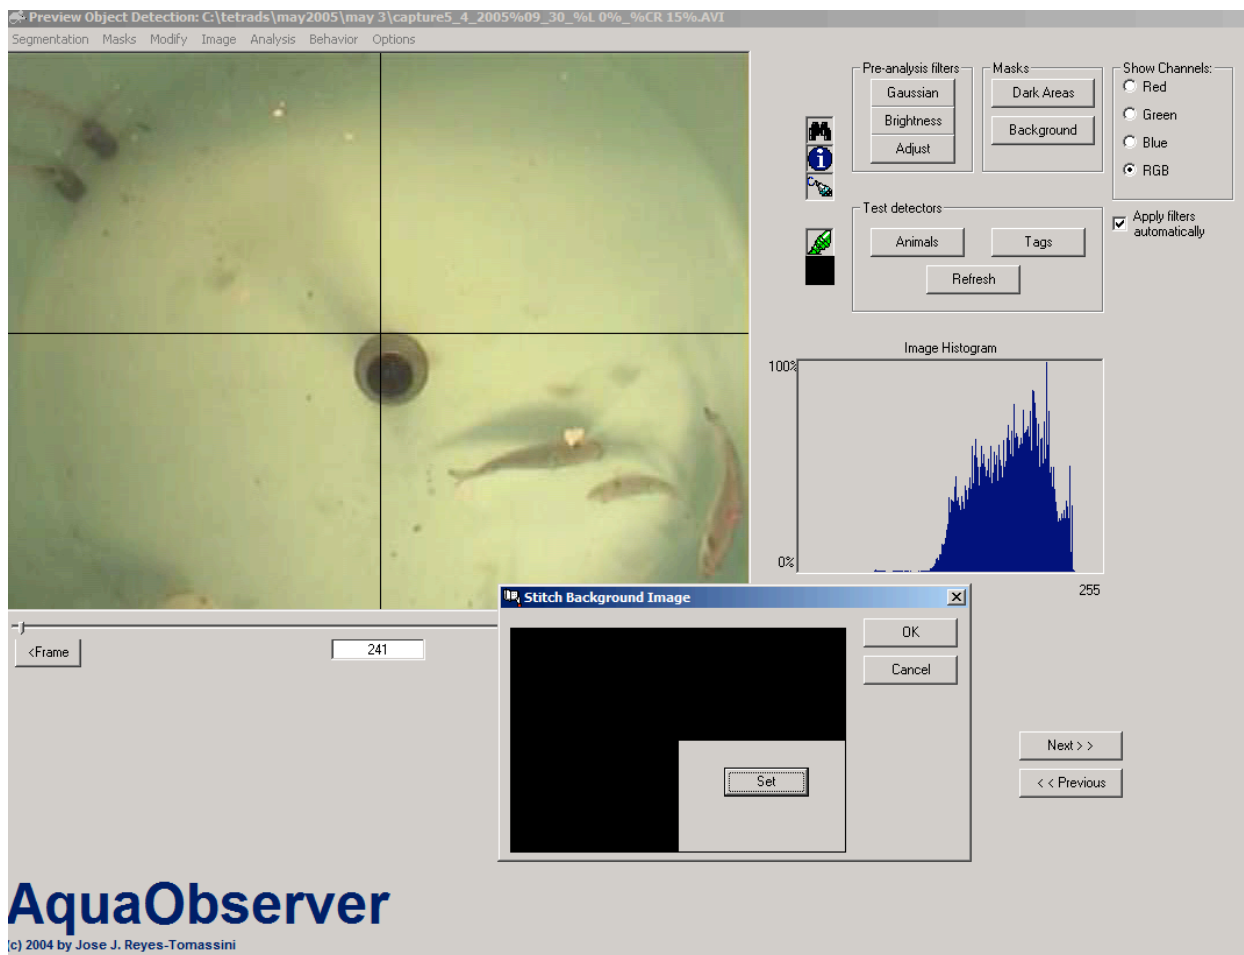 Preview Object Detection: C:\tetrads\may2005\may 3\capture5_4_2005%09_30_%L 0%_%CR 15%.AVI
Segmentation Masks Modify Image Analysis Behavior Options
Pre-analysis filters
Gaussian
Brightness
Adjust
Masks
Dark Areas
Background
Show Channels:
Red
Green
Blue
RGB
Apply filters
automatically
Test detectors
Animals
Tags
Refresh
Image Histogram
100%
0%
255
<Frame
241
Stitch Background Image
OK
Cancel
Set
Next > >
< < Previous
AquaObserver
(c) 2004 by Jose J. Reyes-Tomassini